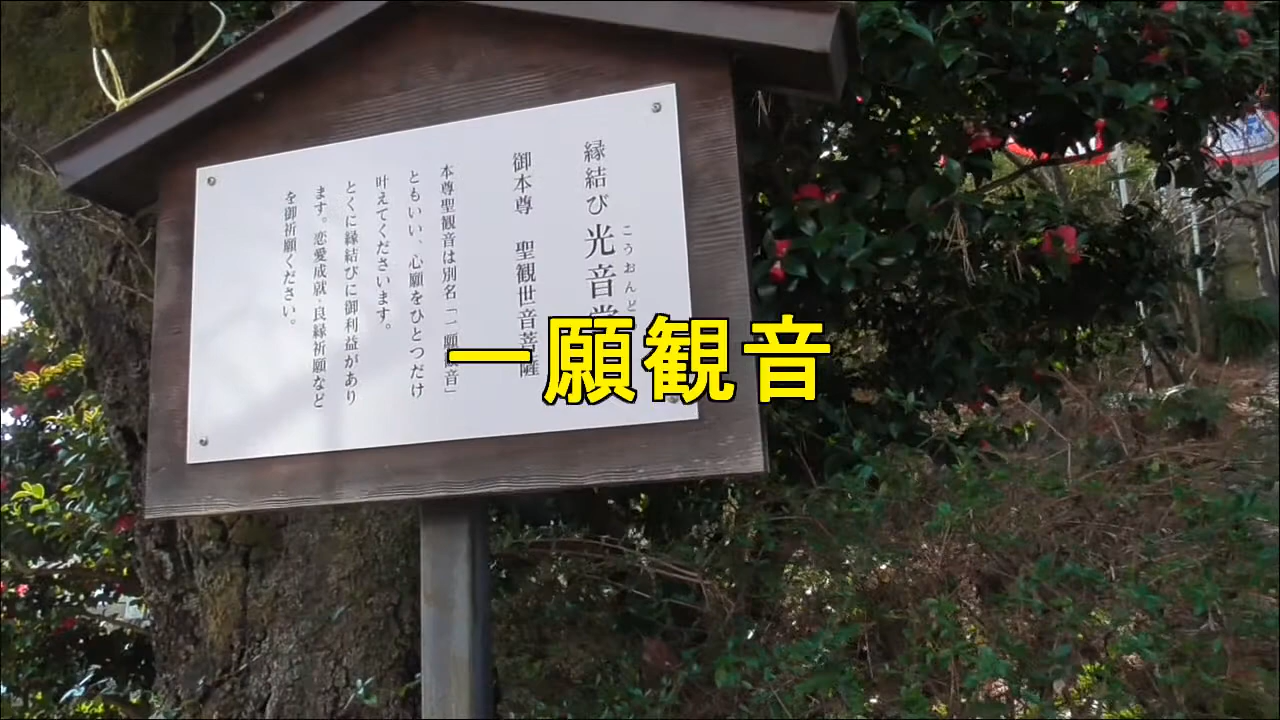 縁結び光音堂
こうおんど
御本尊　聖観世音菩薩
本尊聖観音は別名「一願観音」
ともいい、心願をひとつだけ
叶えてくださいます。
とくに縁結びに御利益があり
ます。恋愛成就・良縁祈願など
を御祈願ください。
一願観音